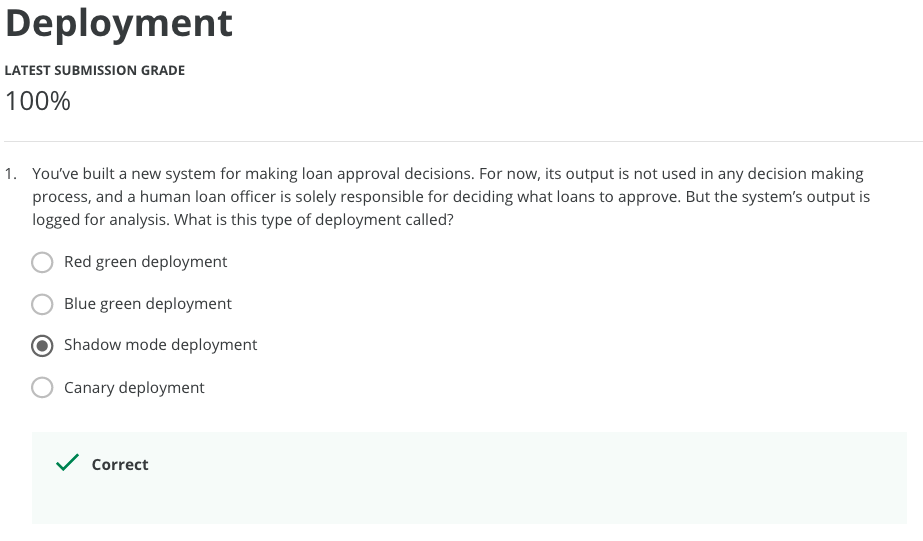 Deployment
LATEST SUBMISSION GRADE
100%
1. You’ve built a new system for making loan approval decisions. For now, its output is not used in any decision making
process, and a human loan officer is solely responsible for deciding what loans to approve. But the system’s output is
logged for analysis. What is this type of deployment called?
Red green deployment
Blue green deployment
Shadow mode deployment
Canary deployment
Correct